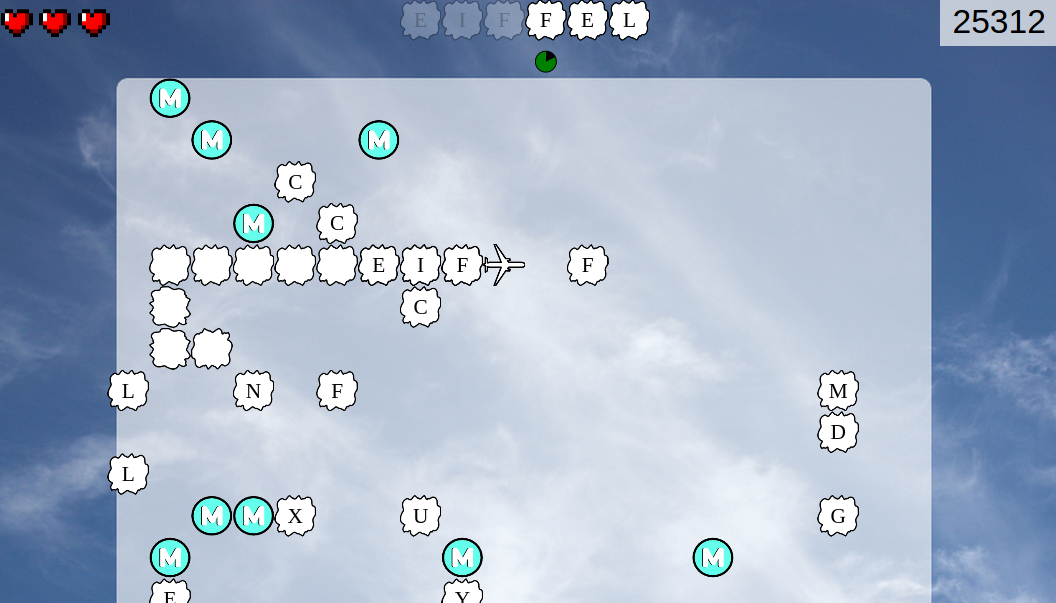 E I F F E L
25312
M
M M
C
M C
E I F F
C
L N F M
D
L
M M X U G
M M M
Y